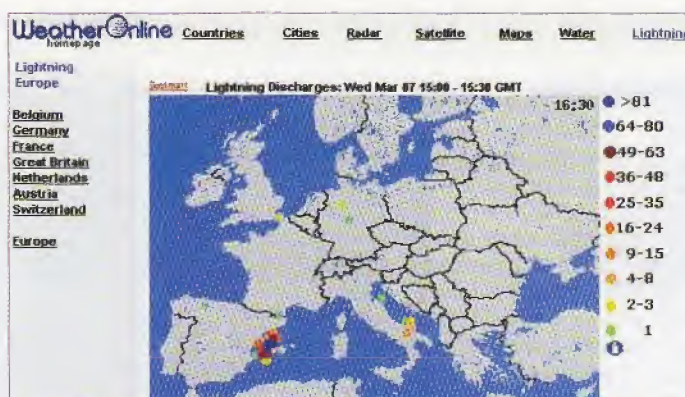 WeatherOnline
homepage
Countries Cities Radar Satellite Maps Water Lightning
Lightning
Europe
Belgium
Germany
France
Great Britain
Netherlands
Austria
Switzerland
Europe
Lightning Discharges: Wed Mar 07 15:00 - 15:30 GMT
16:30
>81
64-80
49-63
36-48
25-35
16-24
9-15
4-8
2-3
1